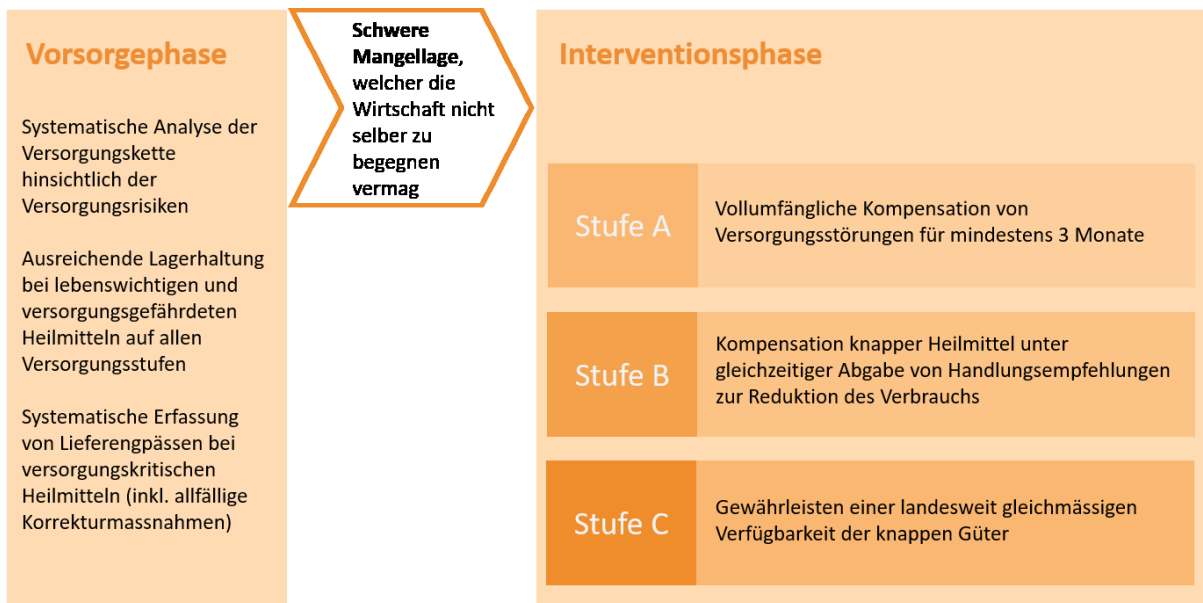 Vorsorgephase
Systematische Analyse der
Versorgungskette
hinsichtlich der
Versorgungsrisiken
Ausreichende Lagerhaltung
bei lebenswichtigen und
versorgungsgefährdeten
Heilmitteln auf allen
Versorgungsstufen
Systematische Erfassung
von Lieferengpässen bei
versorgungskritischen
Heilmitteln (inkl. allfällige
Korrekturmassnahmen)
Schwere
Mangellage,
welcher die
Wirtschaft nicht
selber zu
begegnen
vermag
Interventionsphase
Stufe A
Vollumfängliche Kompensation von
Versorgungsstörungen für mindestens 3 Monate
Stufe B
Kompensation knapper Heilmittel unter
gleichzeitiger Abgabe von Handlungsempfehlungen
zur Reduktion des Verbrauchs
Stufe C
Gewährleisten einer landesweit gleichmässigen
Verfügbarkeit der knappen Güter